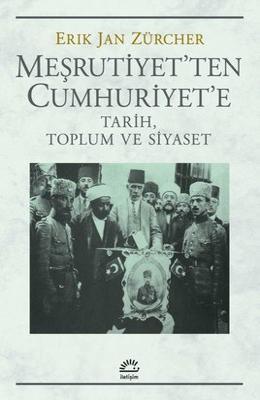 ERIK JAN ZÜRCHER
MEŞRUTİYET'TEN
CUMHURİYET'E
TARİH,
TOPLUM VE SİYASET
iletişim